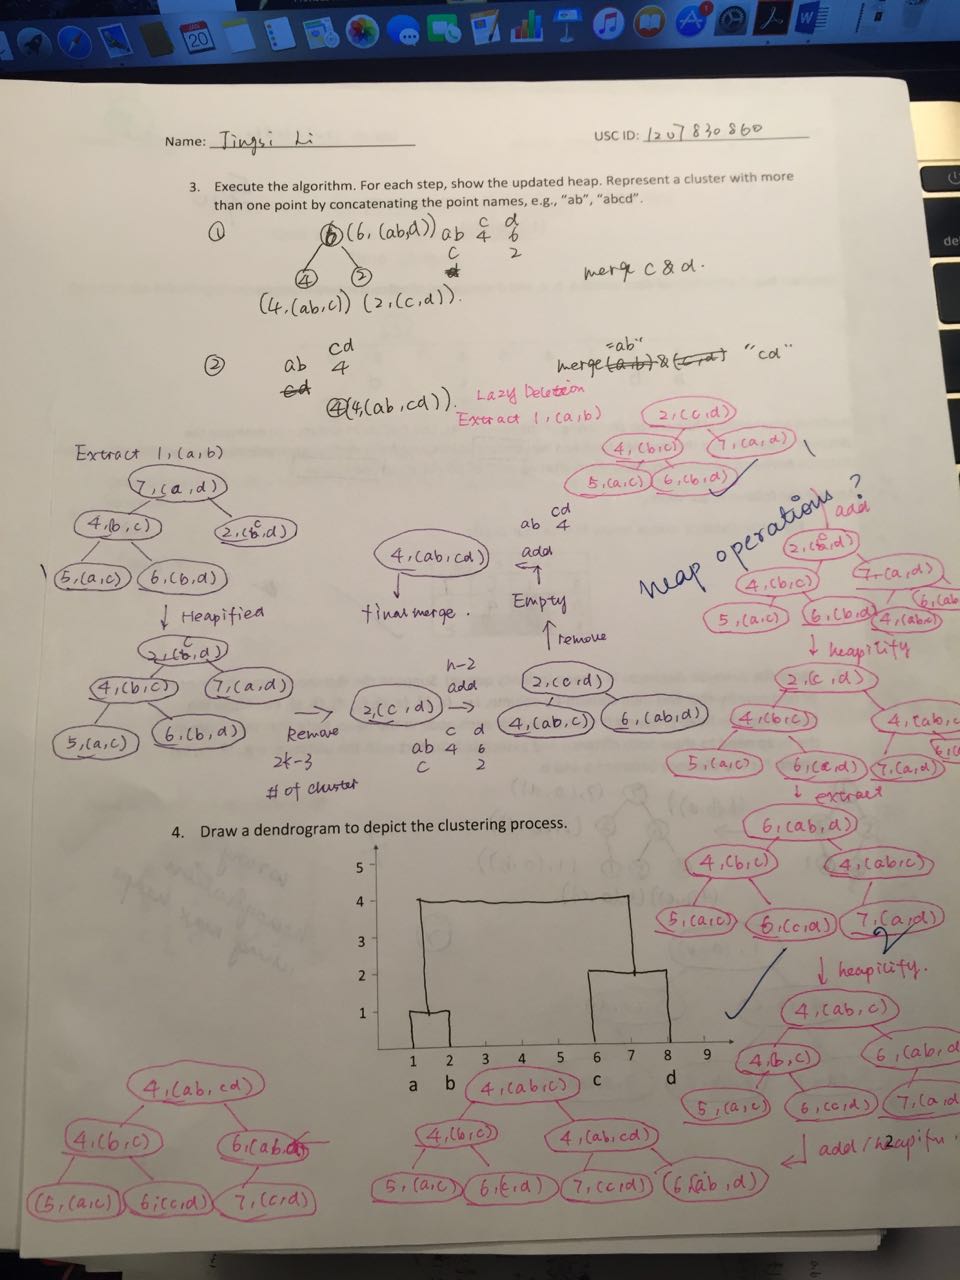 20
Name: Jingsi Li
USC ID: 1207830860
3. Execute the algorithm. For each step, show the updated heap. Represent a cluster with more
than one point by concatenating the point names, e.g., "ab", "abcd".
①
6 (6, (ab,d))
4 2
(4,(ab,c)) (2,(c,d)).
c d
ab 4 6
c 2
d
merge c & d.
②
cd
ab 4
cd
4 (4,(ab,cd)).
"ab"
merge (a,b) & (c,d) "cd"
Lazy Deletion
Extract 1,(a,b)
2,(c,d)
4,(b,c) 7,(a,d)
5,(a,c) 6,(b,d)
Extract 1,(a,b)
7,(a,d)
4,(b,c) 2,(c,d)
5,(a,c) 6,(b,d)
↓ Heapified
2,(c,d)
4,(b,c) 7,(a,d)
5,(a,c) 6,(b,d)
→
Remove
2k-3
# of cluster
2,(c,d)
n-2
add
→
c d
ab 4 6
c 2
2,(c,d)
4,(ab,c) 6,(ab,d)
↑ remove
Empty
↑
add
cd
ab 4
4,(ab,cd)
↓
final merge.
heap operations?
↓ add
2,(c,d)
4,(b,c) 7,(a,d)
5,(a,c) 6,(b,d) 4,(ab,c) 6,(ab
↓ heapility
2,(c,d)
4,(b,c) 4,(ab,c
5,(a,c) 6,(a,d) 7,(a,d)
↓ extract
6,(ab,d)
4,(b,c) 4,(ab,c)
5,(a,c) 6,(c,d) 7,(a,d)
↓ heapility.
4,(ab,c)
4,(b,c) 6,(ab,d
5,(a,c) 6,(c,d) 7,(a,d
2
↓ add/heapify.
4. Draw a dendrogram to depict the clustering process.
5
4
3
2
1
1 2 3 4 5 6 7 8 9
a b c d
4,(ab,c)
4,(b,c) 4,(ab,cd)
5,(a,c) 6,(c,d) 7,(c,d) (6,(ab,d)
4,(ab,cd)
4,(b,c) 6,(ab,d)
(5,(a,c) 6,(c,d) 7,(c,d)